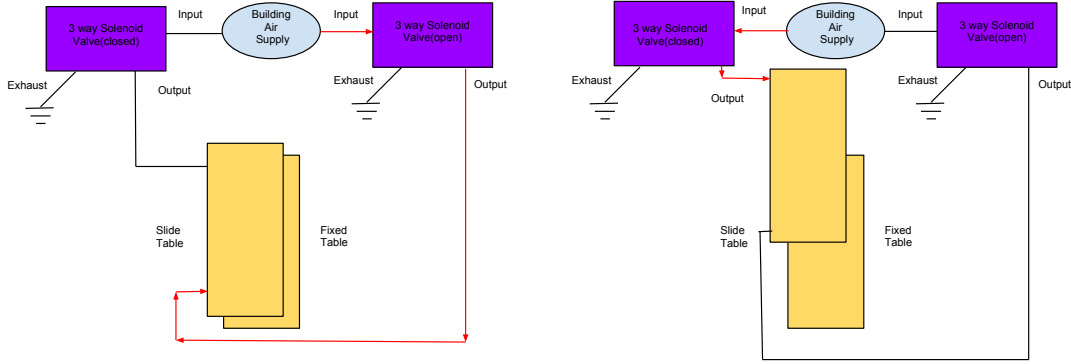 Input
Building
Air
Supply
Input
3 way Solenoid
Valve(closed)
3 way Solenoid
Valve(open)
Exhaust
Output
Exhaust
Output
Slide
Table
Fixed
Table
Input
Building
Air
Supply
Input
3 way Solenoid
Valve(closed)
3 way Solenoid
Valve(open)
Exhaust
Output
Exhaust
Output
Slide
Table
Fixed
Table